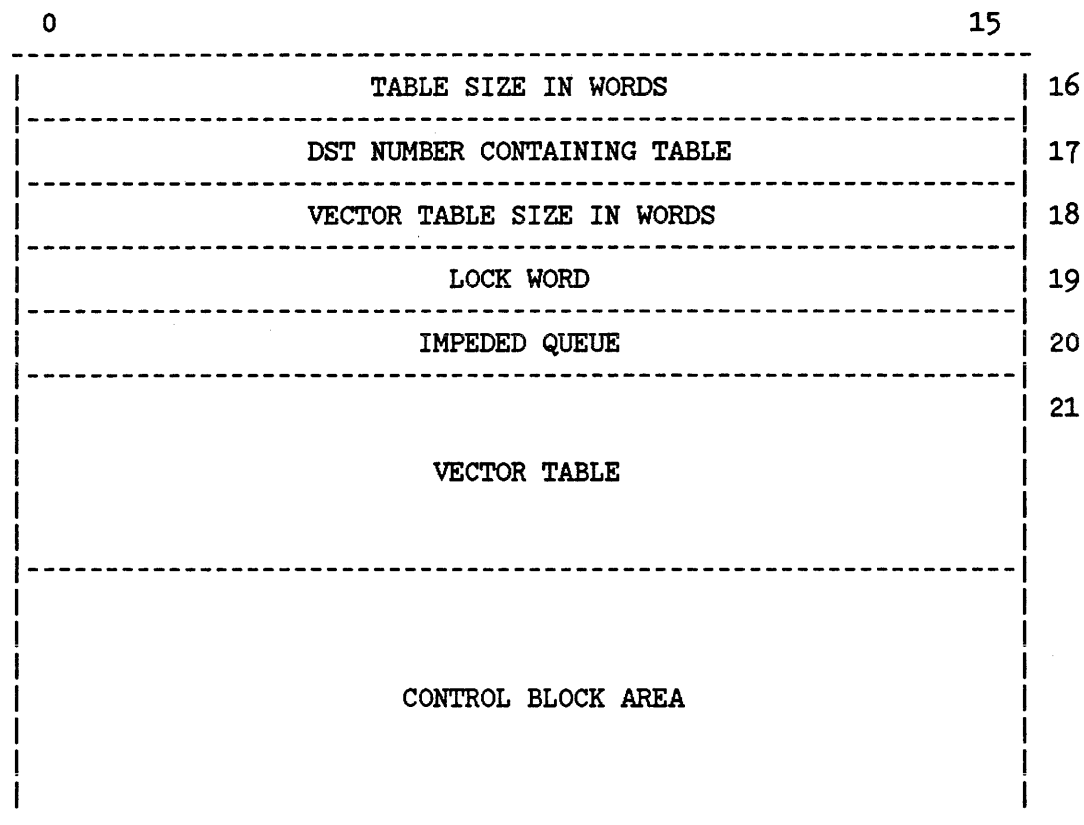 0 15
TABLE SIZE IN WORDS 16
DST NUMBER CONTAINING TABLE 17
VECTOR TABLE SIZE IN WORDS 18
LOCK WORD 19
IMPEDED QUEUE 20
21
VECTOR TABLE
CONTROL BLOCK AREA